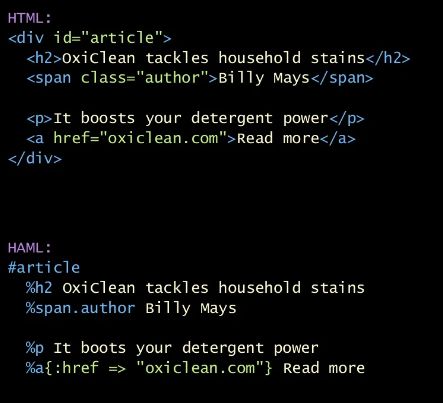 HTML:
<div id="article">
<h2>OxiClean tackles household stains</h2>
<span class="author">Billy Mays</span>
<p>It boosts your detergent power</p>
<a href="oxiclean.com">Read more</a>
</div>
HAML:
#article
%h2 OxiClean tackles household stains
%span.author Billy Mays
%p It boots your detergent power
%a{:href => "oxiclean.com"} Read more